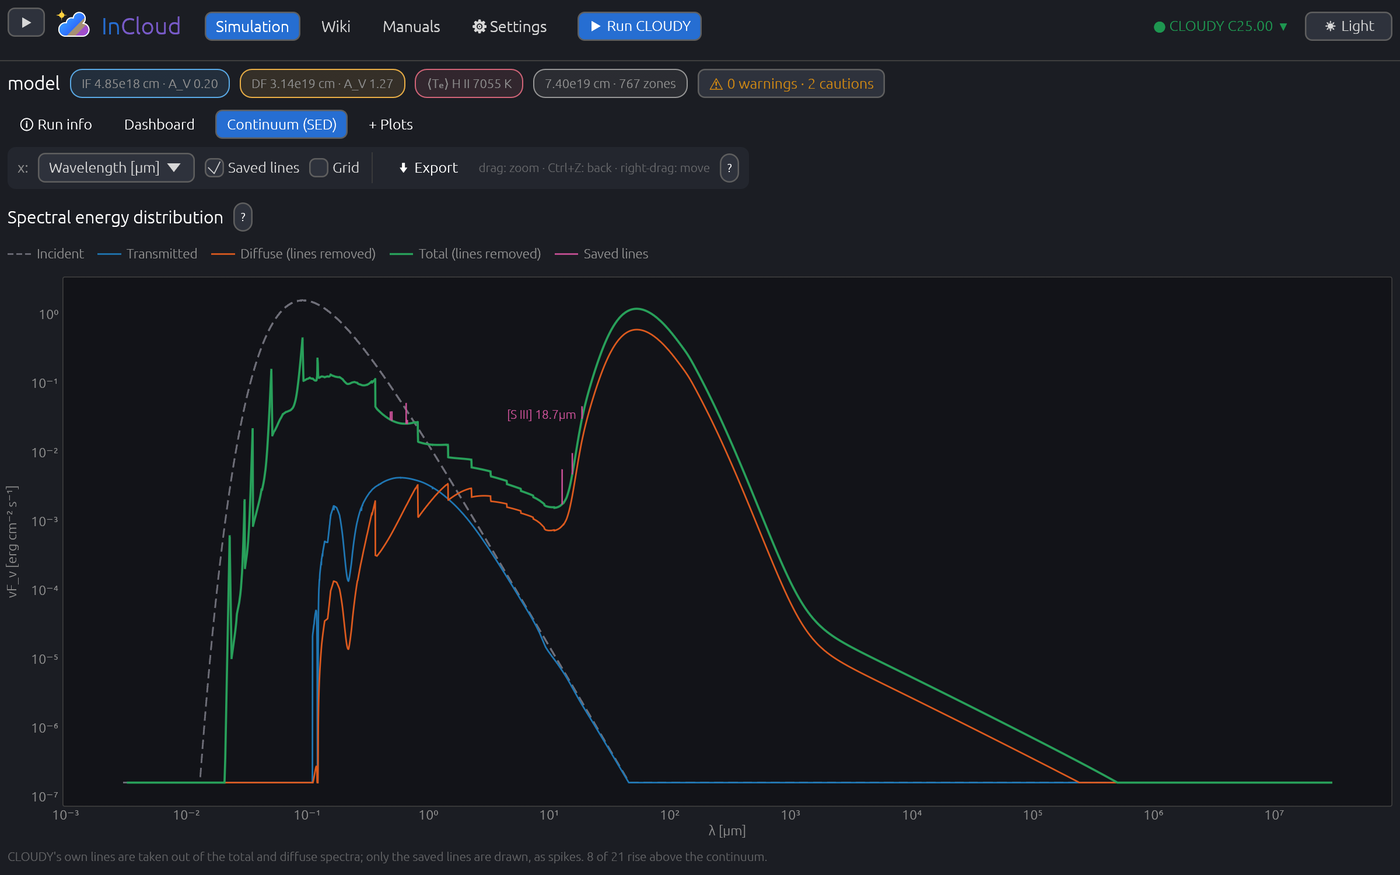 InCloud Simulation Wiki Manuals Settings Run CLOUDY CLOUDY C25.00 ▼ Light
model IF 4.85e18 cm · A_V 0.20 DF 3.14e19 cm · A_V 1.27 ⟨Tₑ⟩ H II 7055 K 7.40e19 cm · 767 zones ⚠ 0 warnings · 2 cautions
Run info Dashboard Continuum (SED) + Plots
x: Wavelength [μm] ▼ Saved lines Grid Export drag: zoom · Ctrl+Z: back · right-drag: move ?
Spectral energy distribution ?
Incident Transmitted Diffuse (lines removed) Total (lines removed) Saved lines
10⁰
10⁻¹
[S III] 18.7μm
10⁻²
10⁻³
νF_ν [erg cm⁻² s⁻¹]
10⁻⁴
10⁻⁵
10⁻⁶
10⁻⁷
10⁻³ 10⁻² 10⁻¹ 10⁰ 10¹ 10² 10³ 10⁴ 10⁵ 10⁶ 10⁷
λ [μm]
CLOUDY's own lines are taken out of the total and diffuse spectra; only the saved lines are drawn, as spikes. 8 of 21 rise above the continuum.